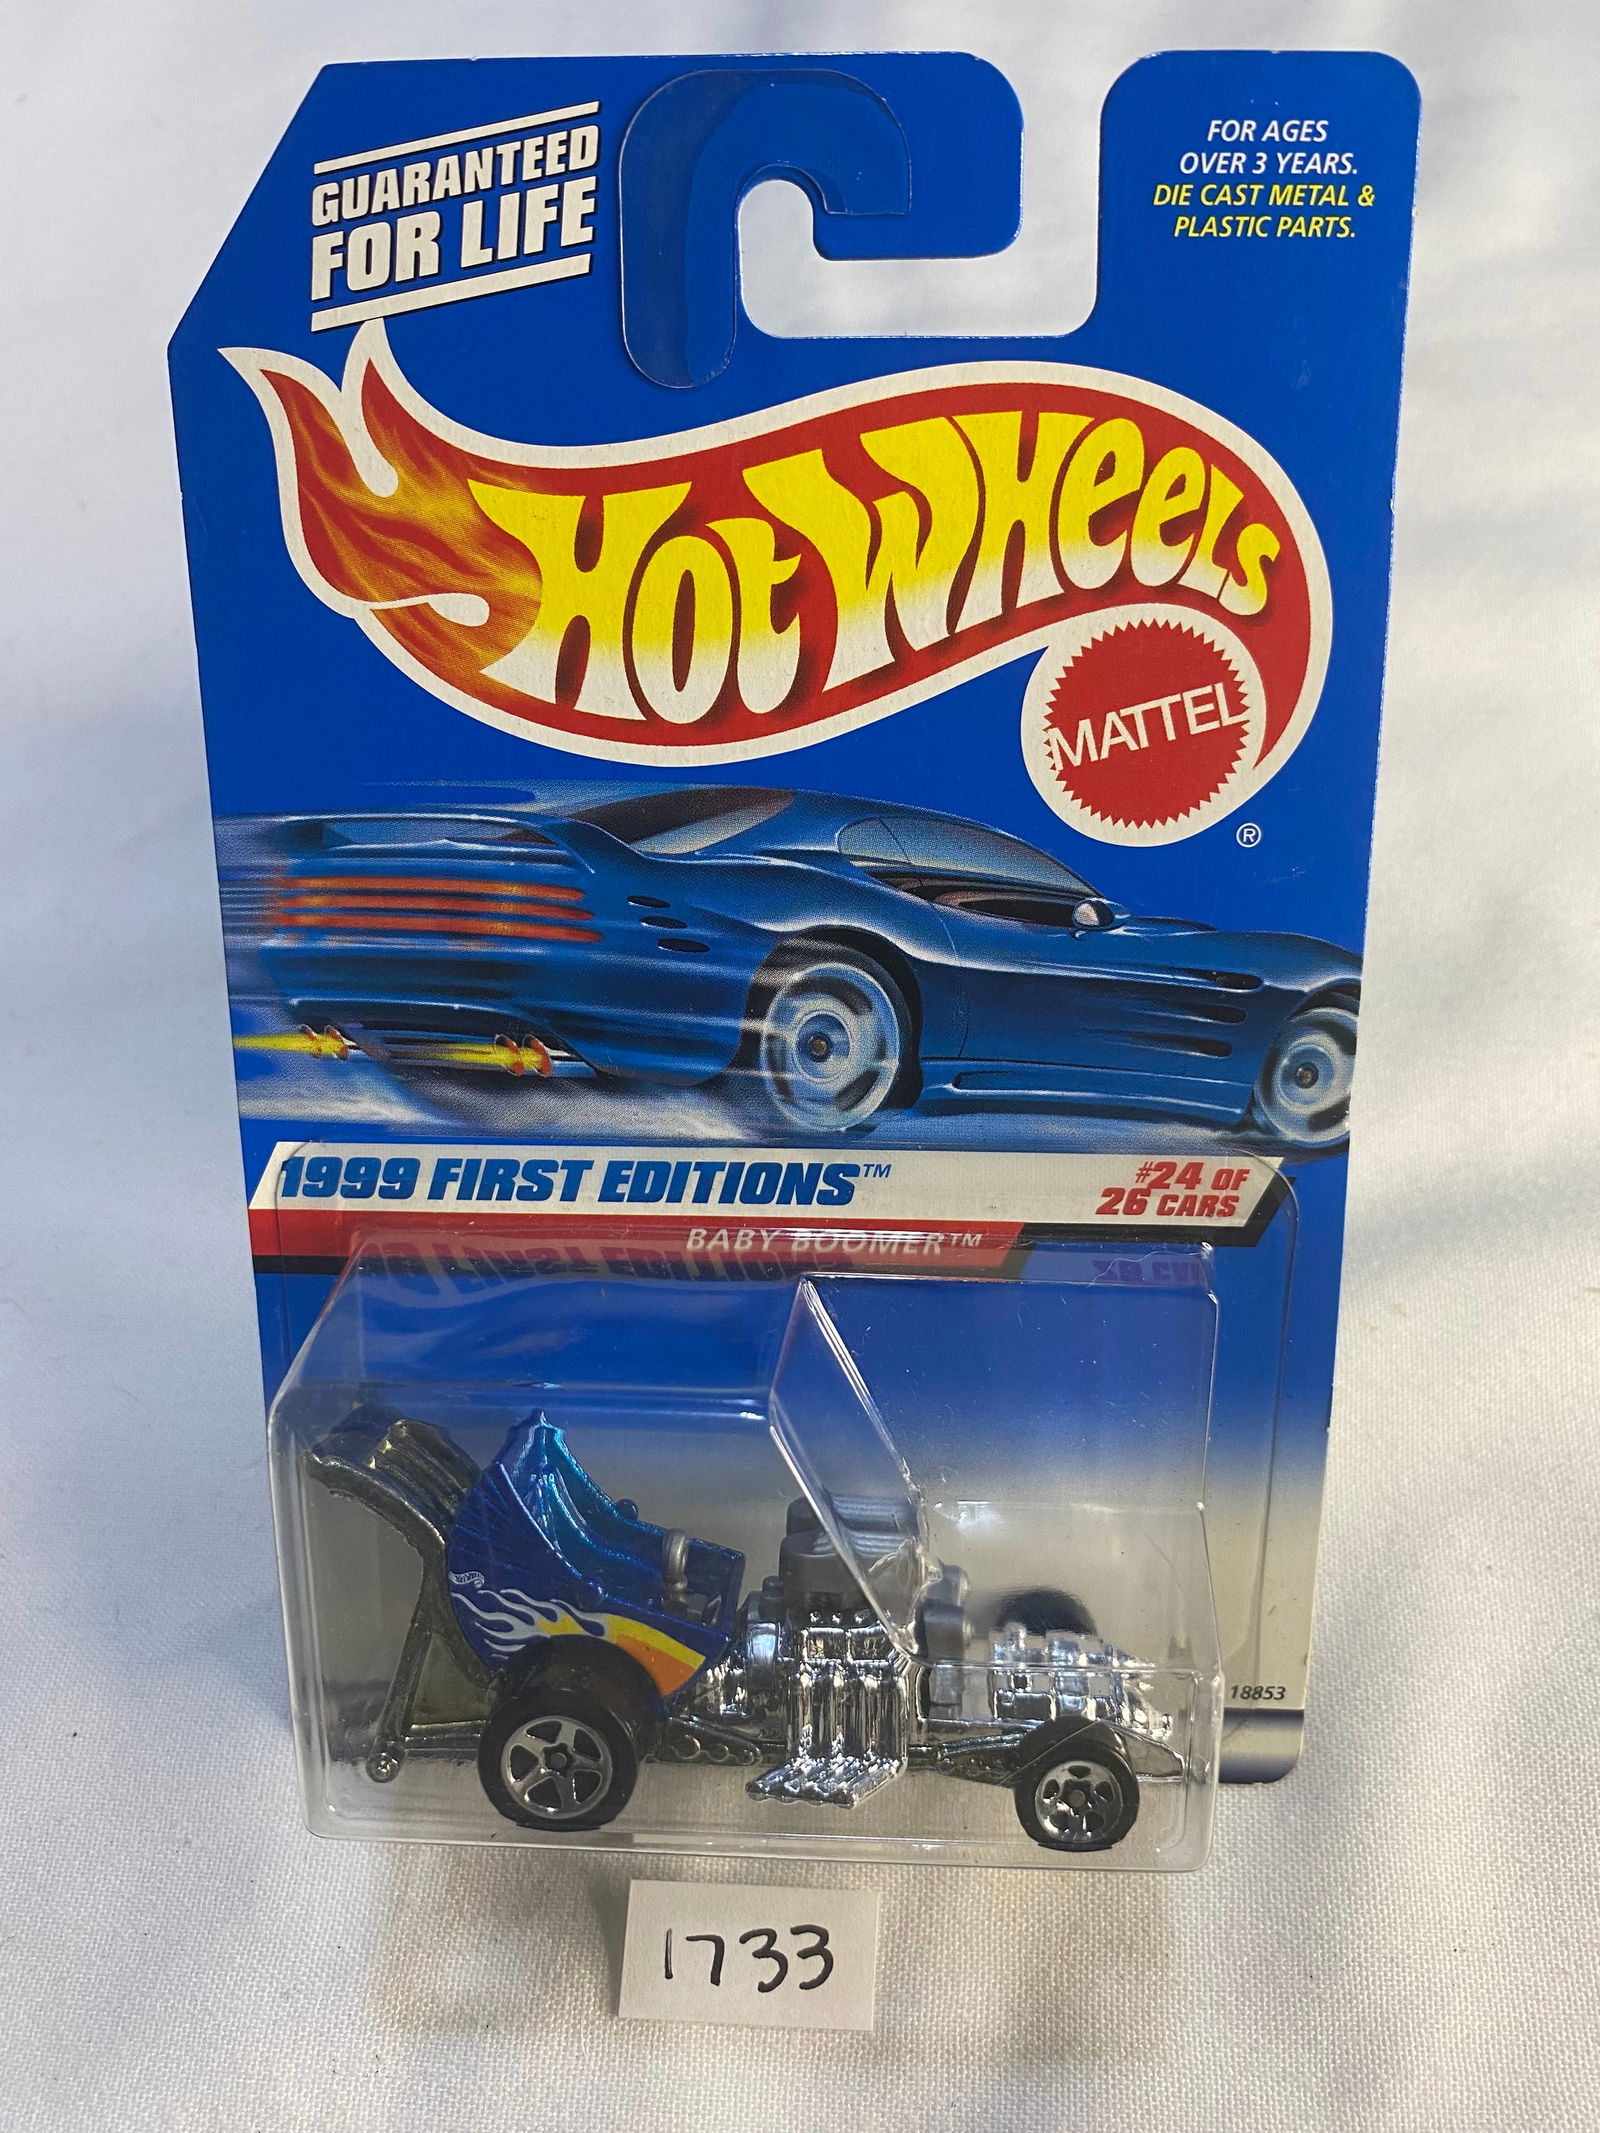 GUARANTEED
FOR LIFE
FOR AGES
OVER 3 YEARS.
DIE CAST METAL &
PLASTIC PARTS.
HOT WHEELS
MATTEL
®
1999 FIRST EDITIONS™
#24 OF
26 CARS
BABY BOOMER™
18853
1733